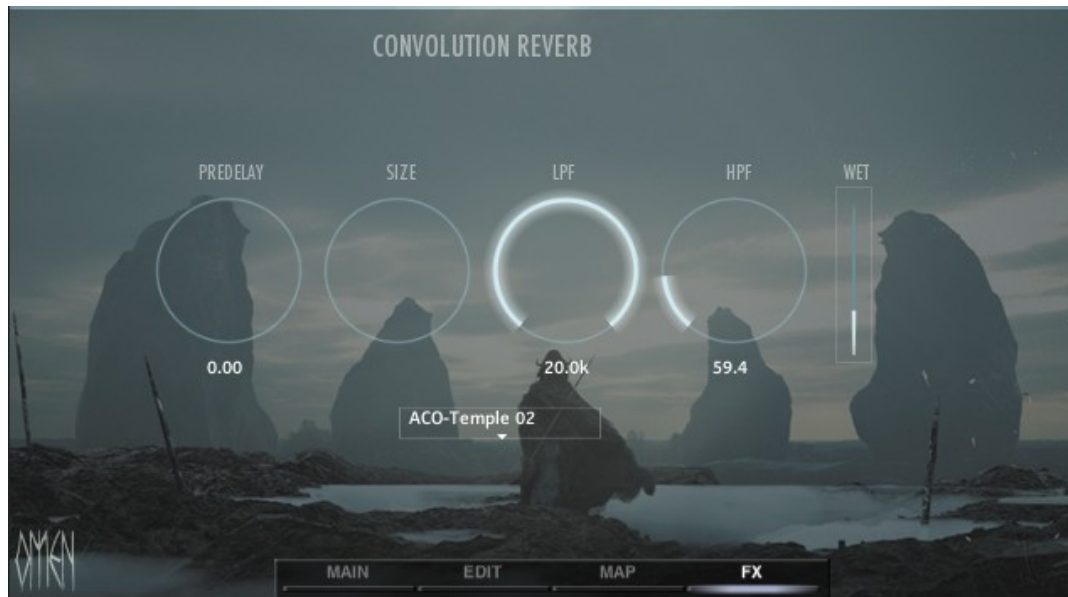 CONVOLUTION REVERB
PREDELAY SIZE LPF HPF WET
0.00 20.0k 59.4
ACO-Temple 02
OMEN
MAIN EDIT MAP FX